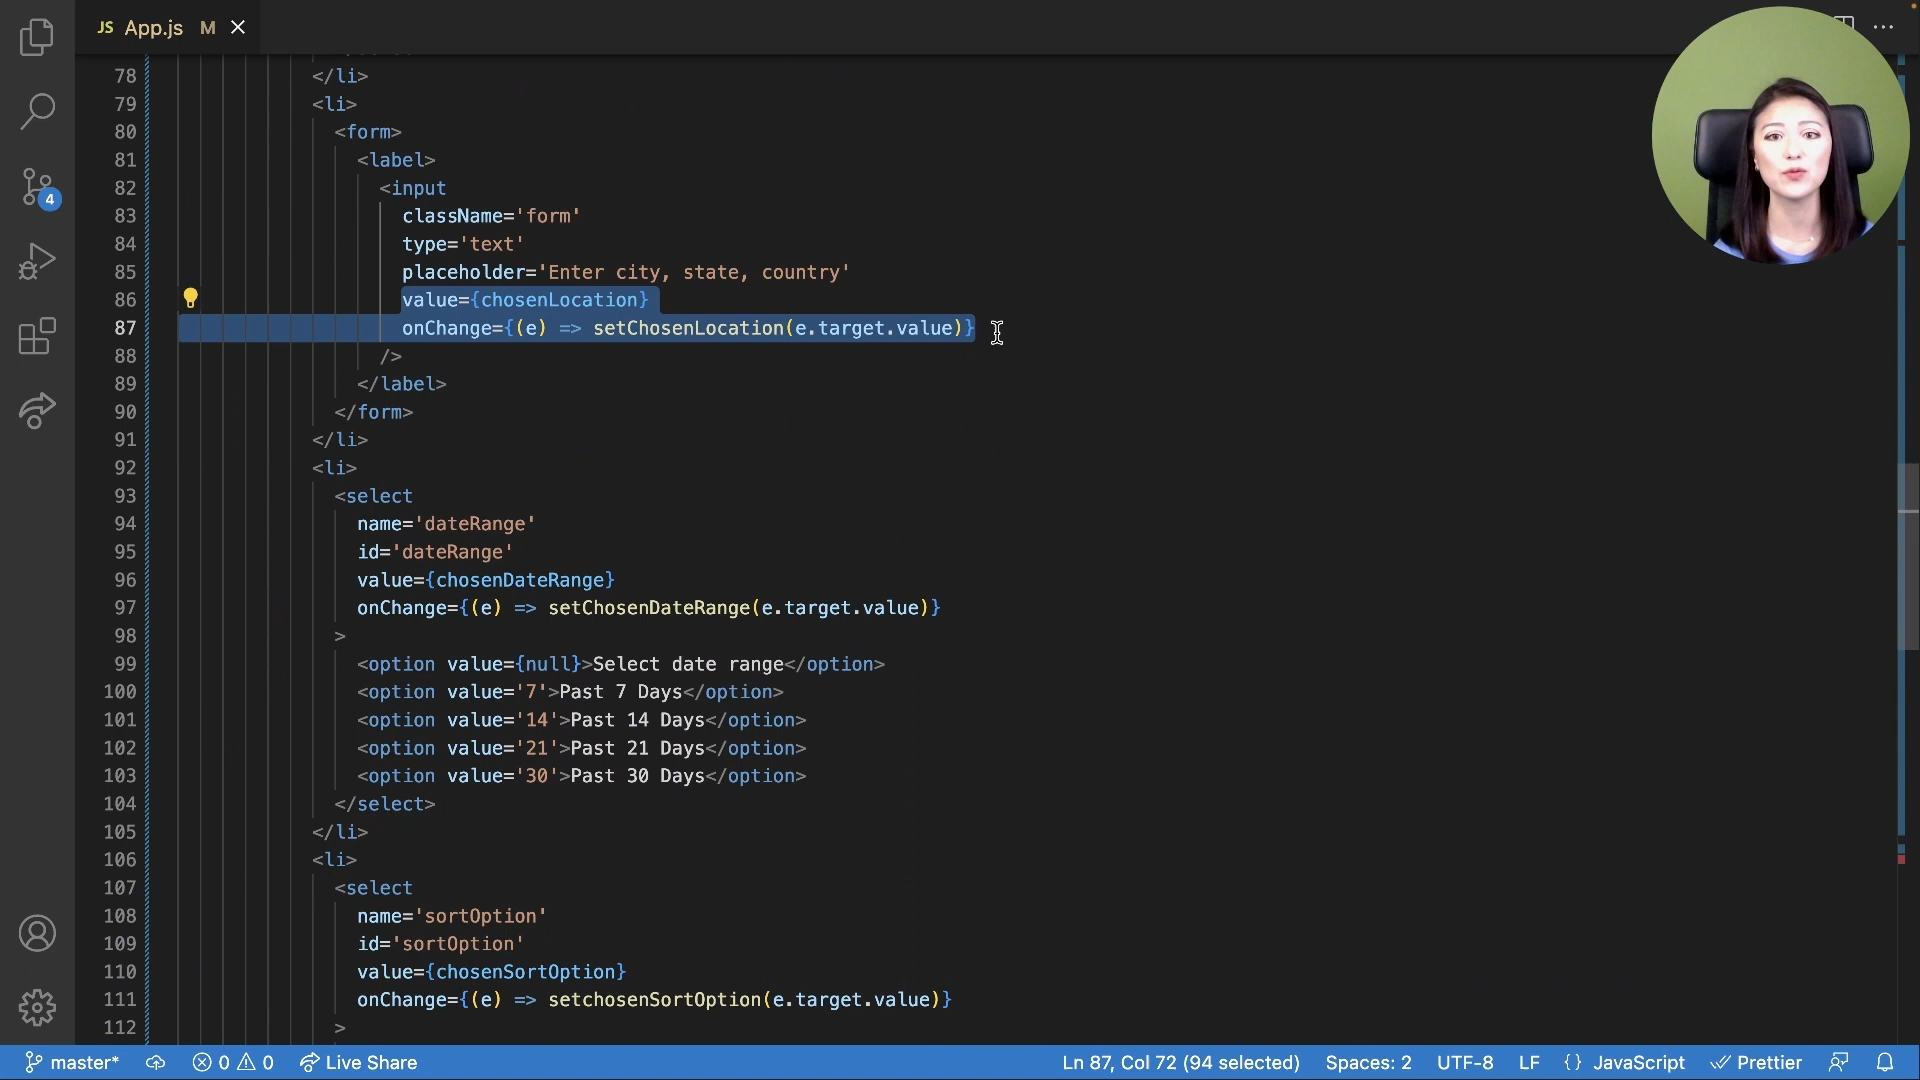 JS App.js M
78 </li>
79 <li>
80 <form>
81 <label>
82 <input
83 className='form'
84 type='text'
85 placeholder='Enter city, state, country'
86 value={chosenLocation}
87 onChange={(e) => setChosenLocation(e.target.value)}
88 />
89 </label>
90 </form>
91 </li>
92 <li>
93 <select
94 name='dateRange'
95 id='dateRange'
96 value={chosenDateRange}
97 onChange={(e) => setChosenDateRange(e.target.value)}
98 >
99 <option value={null}>Select date range</option>
100 <option value='7'>Past 7 Days</option>
101 <option value='14'>Past 14 Days</option>
102 <option value='21'>Past 21 Days</option>
103 <option value='30'>Past 30 Days</option>
104 </select>
105 </li>
106 <li>
107 <select
108 name='sortOption'
109 id='sortOption'
110 value={chosenSortOption}
111 onChange={(e) => setchosenSortOption(e.target.value)}
112 >
4
master* 0 0 Live Share Ln 87, Col 72 (94 selected) Spaces: 2 UTF-8 LF {} JavaScript Prettier